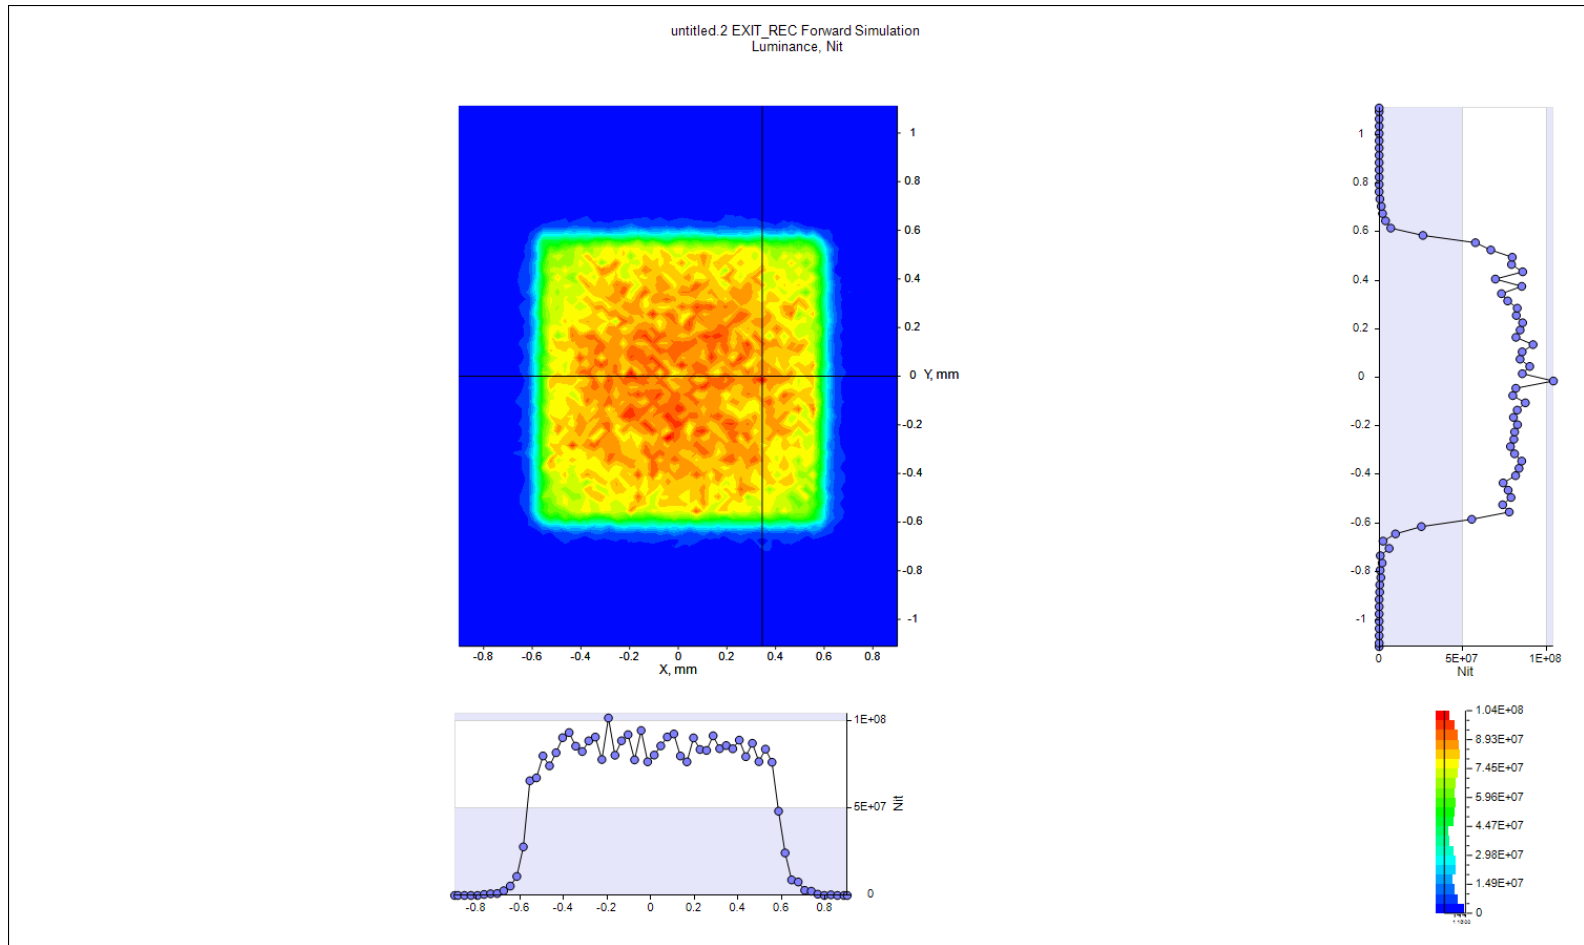 untitled.2 EXIT_REC Forward Simulation
Luminance, Nit
1
0.8
0.6
0.4
0.2
0 Y, mm
-0.2
-0.4
-0.6
-0.8
-1
-0.8 -0.6 -0.4 -0.2 0 0.2 0.4 0.6 0.8
X, mm
1
0.8
0.6
0.4
0.2
0
-0.2
-0.4
-0.6
-0.8
-1
0 5E+07 1E+08
Nit
1E+08
5E+07 Nit
0
-0.8 -0.6 -0.4 -0.2 0 0.2 0.4 0.6 0.8
1.04E+08
8.93E+07
7.45E+07
5.96E+07
4.47E+07
2.98E+07
1.49E+07
0